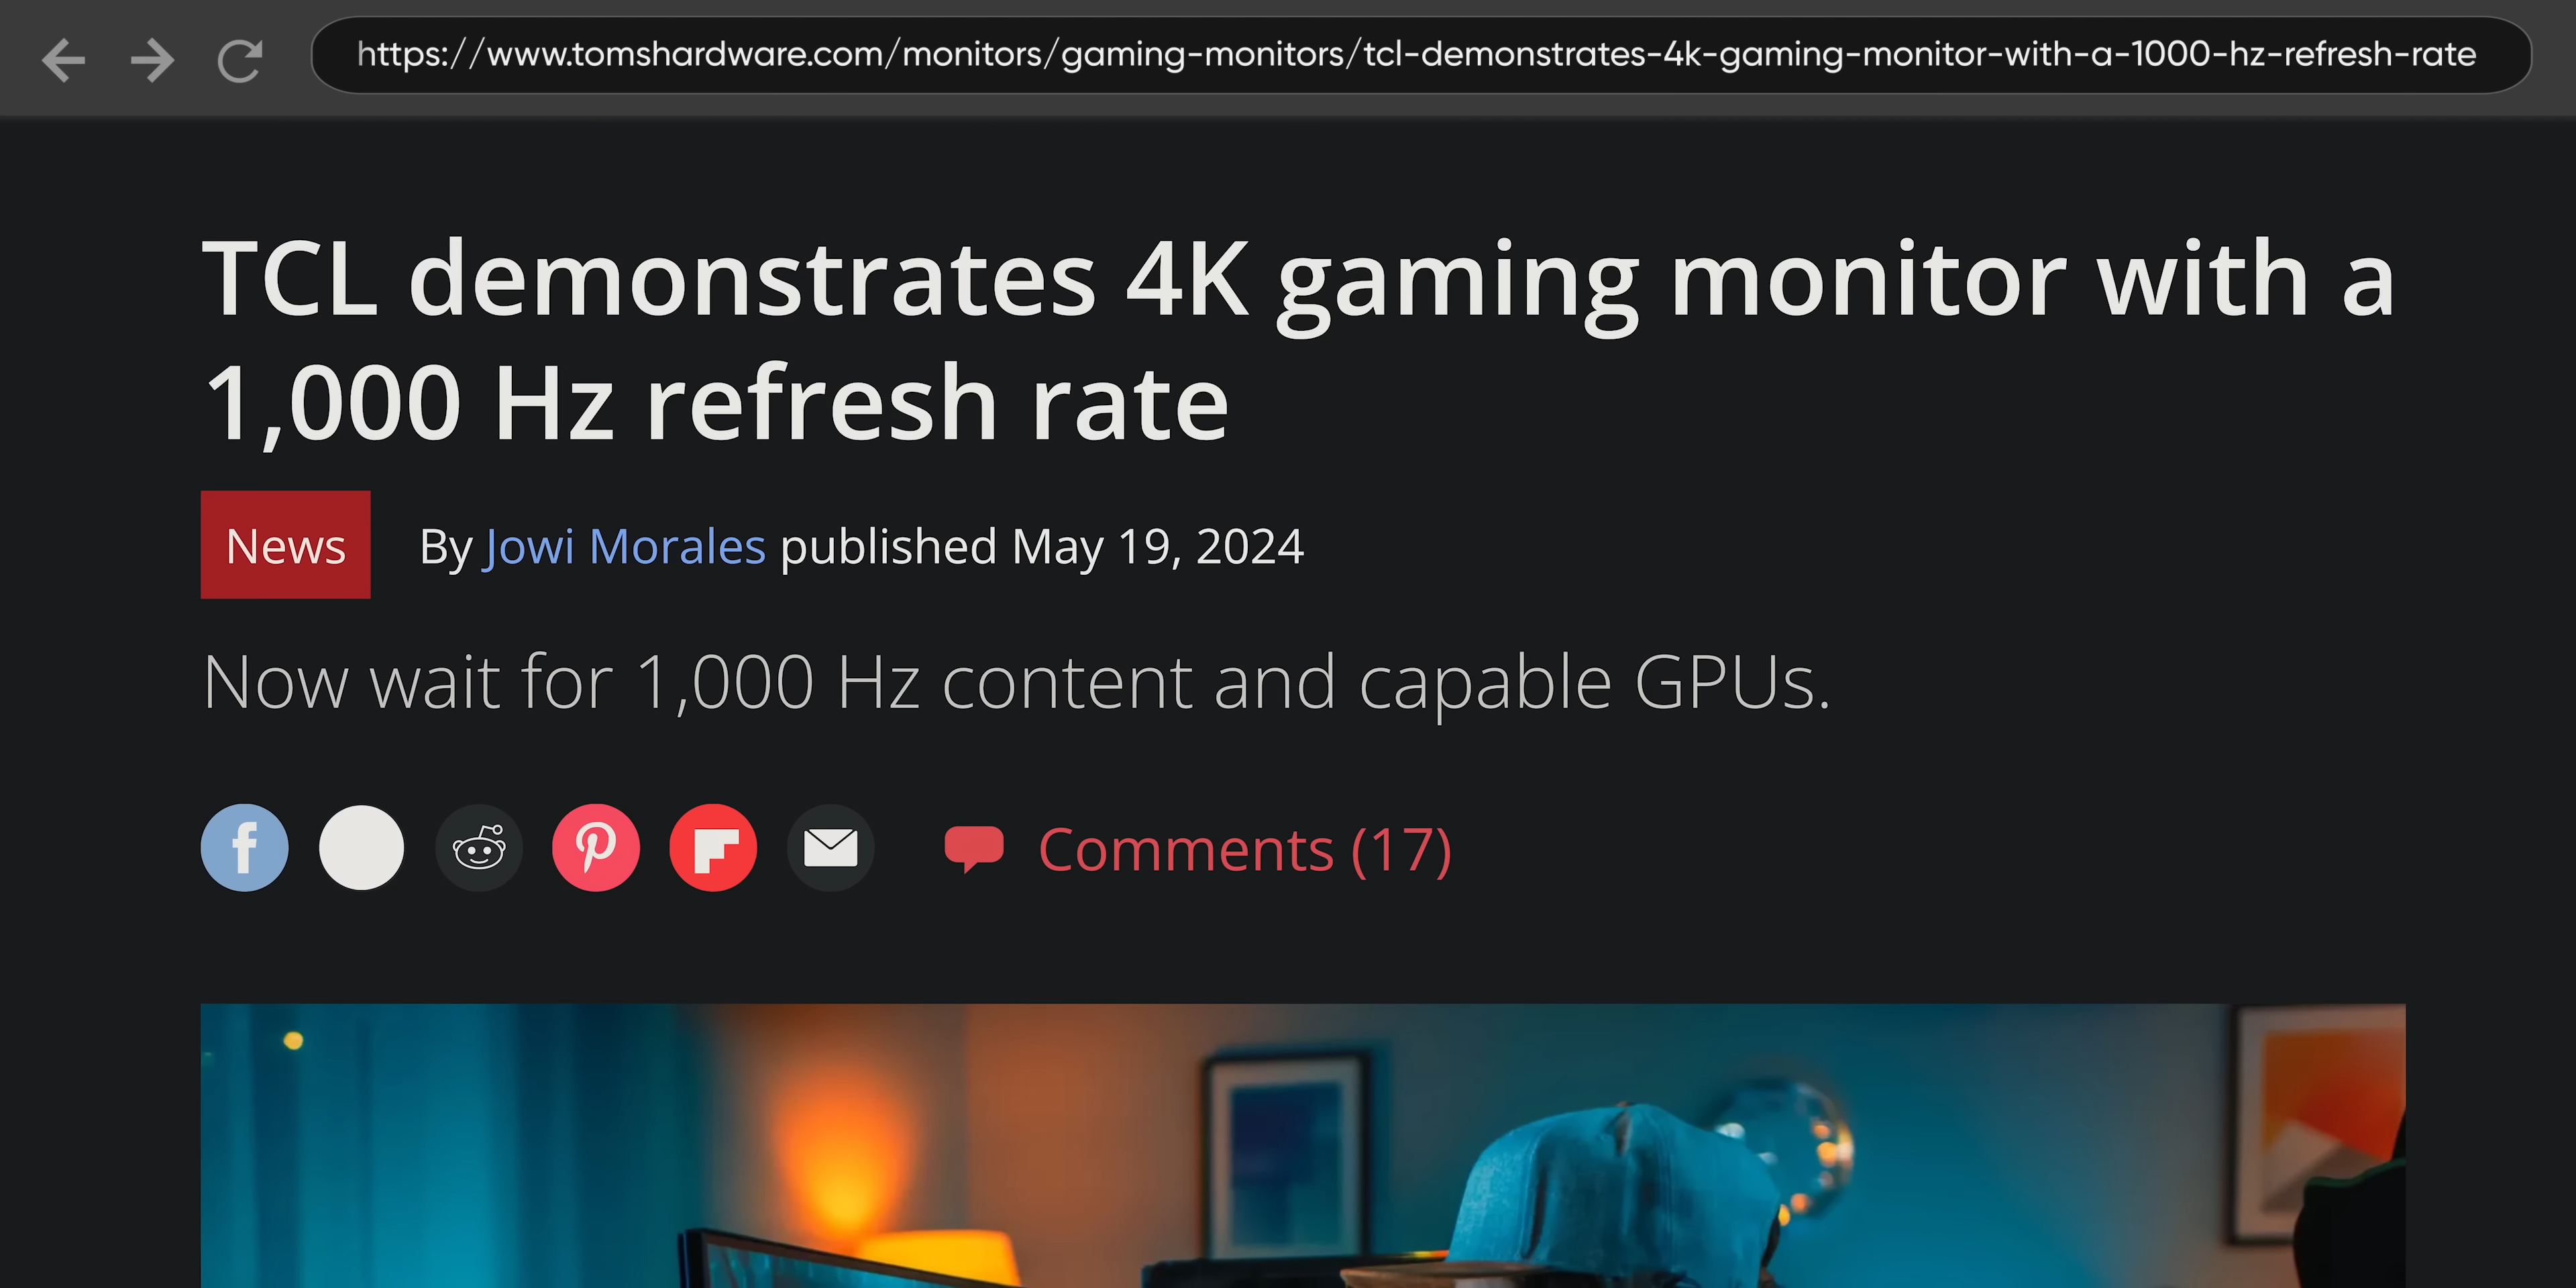 https://www.tomshardware.com/monitors/gaming-monitors/tcl-demonstrates-4k-gaming-monitor-with-a-1000-hz-refresh-rate
TCL demonstrates 4K gaming monitor with a
1,000 Hz refresh rate
News By Jowi Morales published May 19, 2024
Now wait for 1,000 Hz content and capable GPUs.
Comments (17)